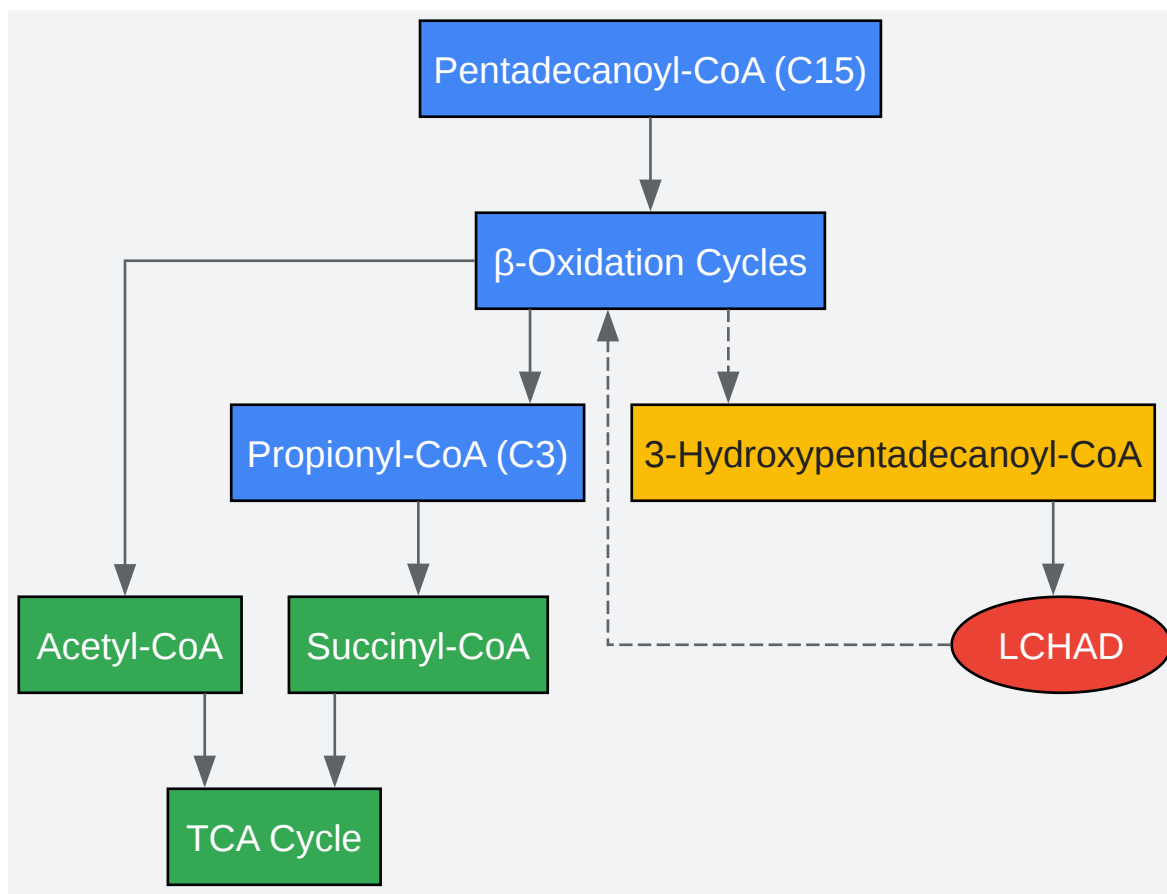 Pentadecanoyl-CoA (C15)
β-Oxidation Cycles
Propionyl-CoA (C3)
3-Hydroxypentadecanoyl-CoA
Acetyl-CoA
Succinyl-CoA
LCHAD
TCA Cycle